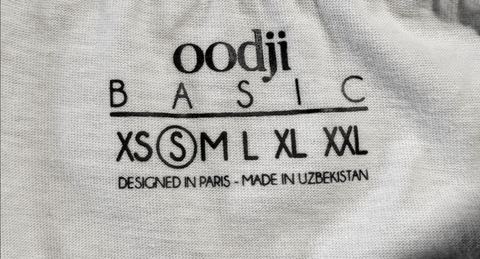 oodji
BASIC
XS S M L XL XXL
DESIGNED IN PARIS - MADE IN UZBEKISTAN